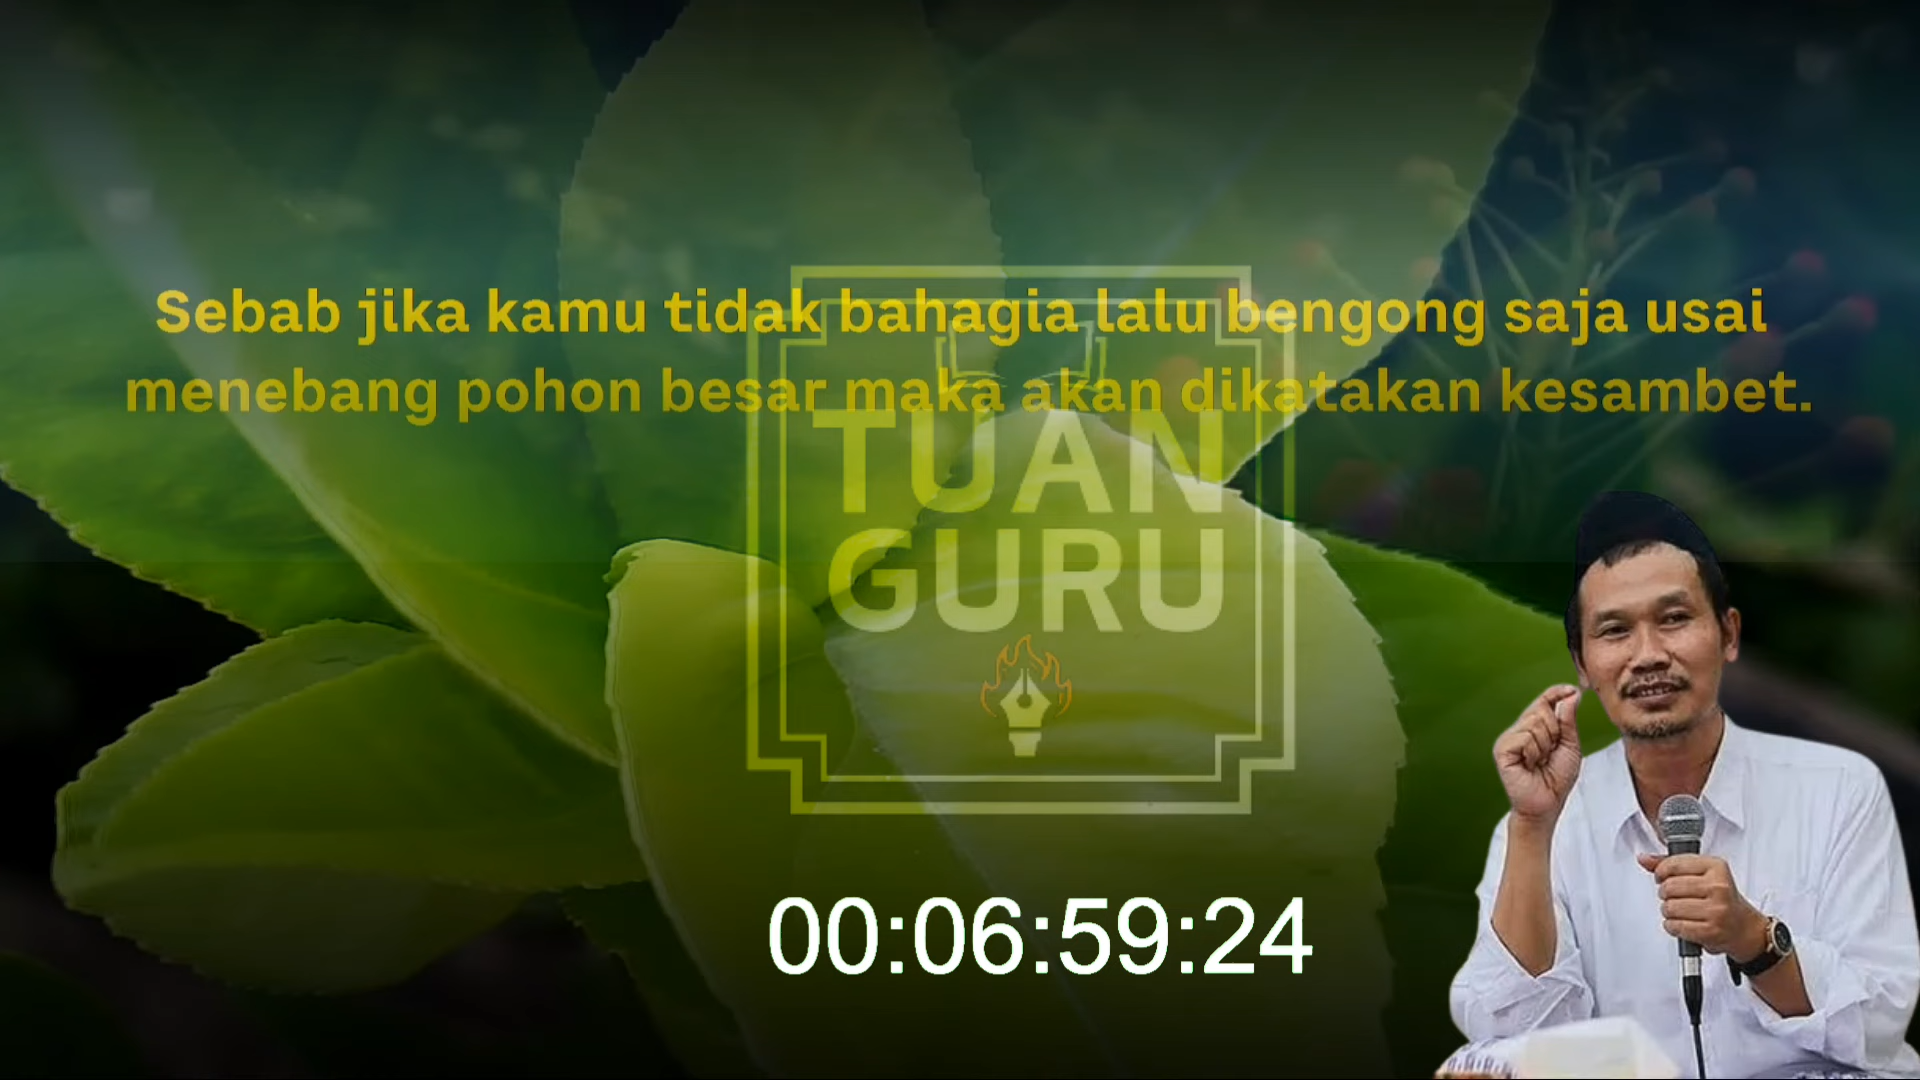 Sebab jika kamu tidak bahagia lalu bengong saja usai
menebang pohon besar maka akan dikatakan kesambet.
TUAN
GURU
00:06:59:24